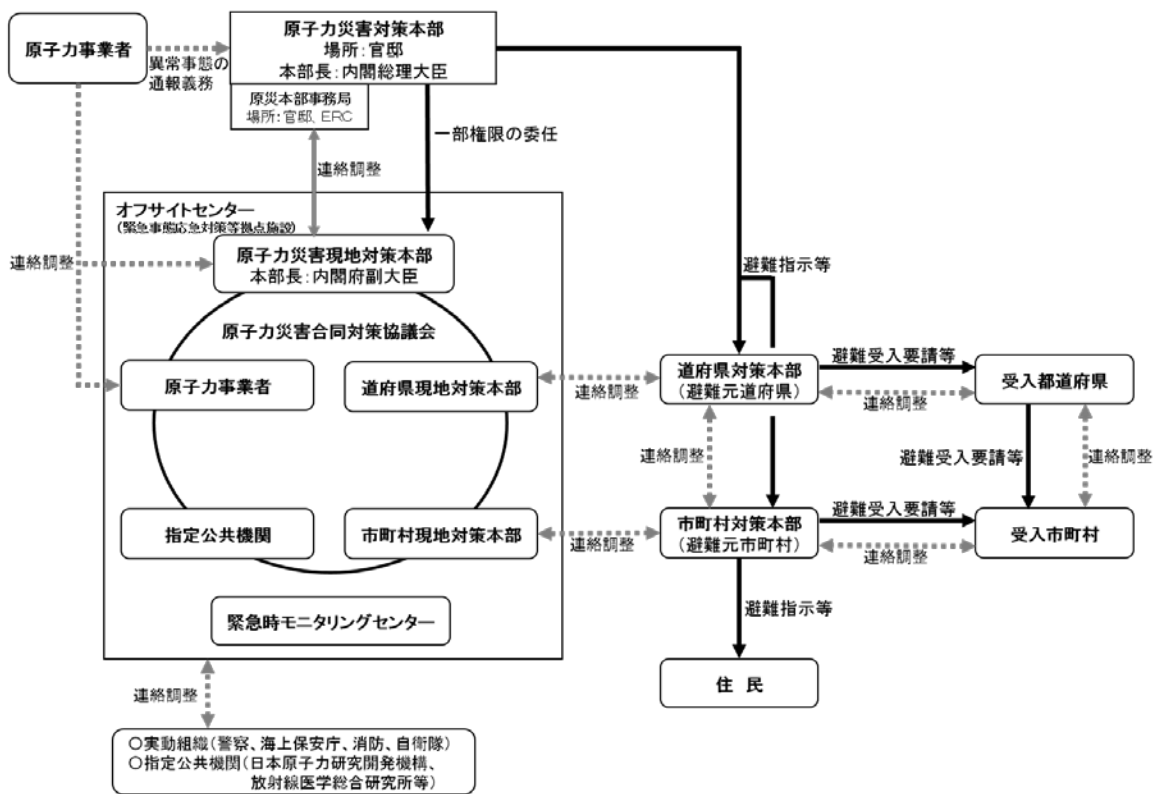 原子力事業者
異常事態の
通報義務
原子力災害対策本部
場所：官邸
本部長：内閣総理大臣
原災本部事務局
場所：官邸、ERC
一部権限の委任
連絡調整
オフサイトセンター
(緊急事態応急対策等拠点施設)
原子力災害現地対策本部
本部長：内閣府副大臣
連絡調整
避難指示等
原子力災害合同対策協議会
原子力事業者
道府県現地対策本部
連絡調整
道府県対策本部
（避難元道府県）
避難受入要請等
連絡調整
受入都道府県
連絡調整
避難受入要請等
連絡調整
指定公共機関
市町村現地対策本部
連絡調整
市町村対策本部
（避難元市町村）
避難受入要請等
連絡調整
受入市町村
緊急時モニタリングセンター
避難指示等
住 民
連絡調整
○実動組織（警察、海上保安庁、消防、自衛隊）
○指定公共機関（日本原子力研究開発機構、
放射線医学総合研究所等）